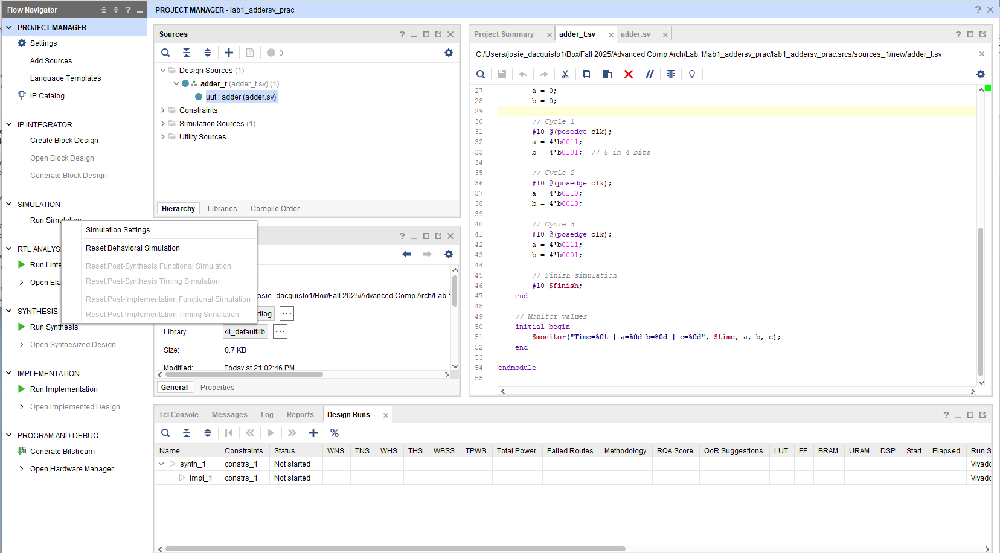 Flow Navigator
PROJECT MANAGER - lab1_addersv_prac
PROJECT MANAGER
Settings
Add Sources
Language Templates
IP Catalog
IP INTEGRATOR
Create Block Design
Open Block Design
Generate Block Design
SIMULATION
Run Simulation
RTL ANALYS
Run Linte
Open Ela
SYNTHESIS
Run Synthesis
Open Synthesized Design
IMPLEMENTATION
Run Implementation
Open Implemented Design
PROGRAM AND DEBUG
Generate Bitstream
Open Hardware Manager
Simulation Settings...
Reset Behavioral Simulation
Reset Post-Synthesis Functional Simulation
Reset Post-Synthesis Timing Simulation
Reset Post-Implementation Functional Simulation
Reset Post-Implementation Timing Simulation
Sources
0
Design Sources (1)
adder_t (adder_t.sv) (1)
uut : adder (adder.sv)
Constraints
Simulation Sources (1)
Utility Sources
Hierarchy Libraries Compile Order
osie_dacquisto1/Box/Fall 2025/Advanced Comp Arch/Lab 1
rilog ...
Library: xil_defaultlib ...
Size: 0.7 KB
Modified: Today at 21:02:46 PM
General Properties
Project Summary adder_t.sv adder.sv
C:/Users/josie_dacquisto1/Box/Fall 2025/Advanced Comp Arch/Lab 1/lab1_addersv_prac/lab1_addersv_prac.srcs/sources_1/new/adder_t.sv
27 a = 0;
28 b = 0;
29
30 // Cycle 1
31 #10 @(posedge clk);
32 a = 4'b0011;
33 b = 4'b0101; // 5 in 4 bits
34
35 // Cycle 2
36 #10 @(posedge clk);
37 a = 4'b0110;
38 b = 4'b0010;
39
40 // Cycle 3
41 #10 @(posedge clk);
42 a = 4'b0111;
43 b = 4'b0001;
44
45 // Finish simulation
46 #10 $finish;
47 end
48
49 // Monitor values
50 initial begin
51 $monitor("Time=%0t | a=%0d b=%0d | c=%0d", $time, a, b, c);
52 end
53
54 endmodule
55
Tcl Console Messages Log Reports Design Runs
Name Constraints Status WNS TNS WHS THS WBSS TPWS Total Power Failed Routes Methodology RQA Score QoR Suggestions LUT FF BRAM URAM DSP Start Elapsed Run S
synth_1 constrs_1 Not started Vivado
impl_1 constrs_1 Not started Vivado